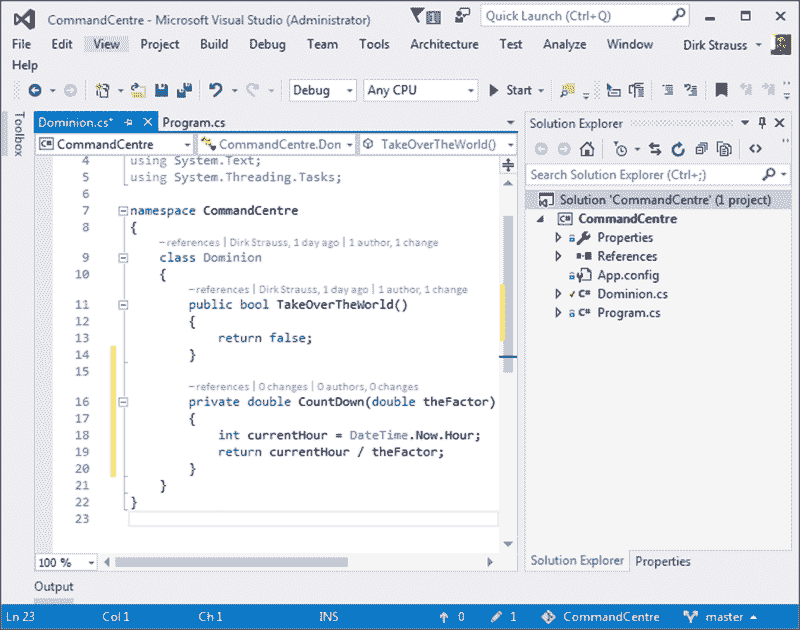 CommandCentre - Microsoft Visual Studio (Administrator)
1
Quick Launch (Ctrl+Q)
File Edit View Project Build Debug Team Tools Architecture Test Analyze Window Dirk Strauss
Help
Debug Any CPU Start
Toolbox
Dominion.cs* Program.cs
C# CommandCentre CommandCentre.Don TakeOverTheWorld()
4 using System.Text;
5 using System.Threading.Tasks;
6
7 namespace CommandCentre
8 {
– references | Dirk Strauss, 1 day ago | 1 author, 1 change
9 class Dominion
10 {
– references | Dirk Strauss, 1 day ago | 1 author, 1 change
11 public bool TakeOverTheWorld()
12 {
13 return false;
14 }
15
– references | 0 changes | 0 authors, 0 changes
16 private double CountDown(double theFactor)
17 {
18 int currentHour = DateTime.Now.Hour;
19 return currentHour / theFactor;
20 }
21 }
22 }
23
100 %
Solution Explorer
Search Solution Explorer (Ctrl+;)
Solution 'CommandCentre' (1 project)
C# CommandCentre
Properties
References
App.config
C# Dominion.cs
C# Program.cs
Solution Explorer Properties
Output
Ln 23 Col 1 Ch 1 INS 0 1 CommandCentre master